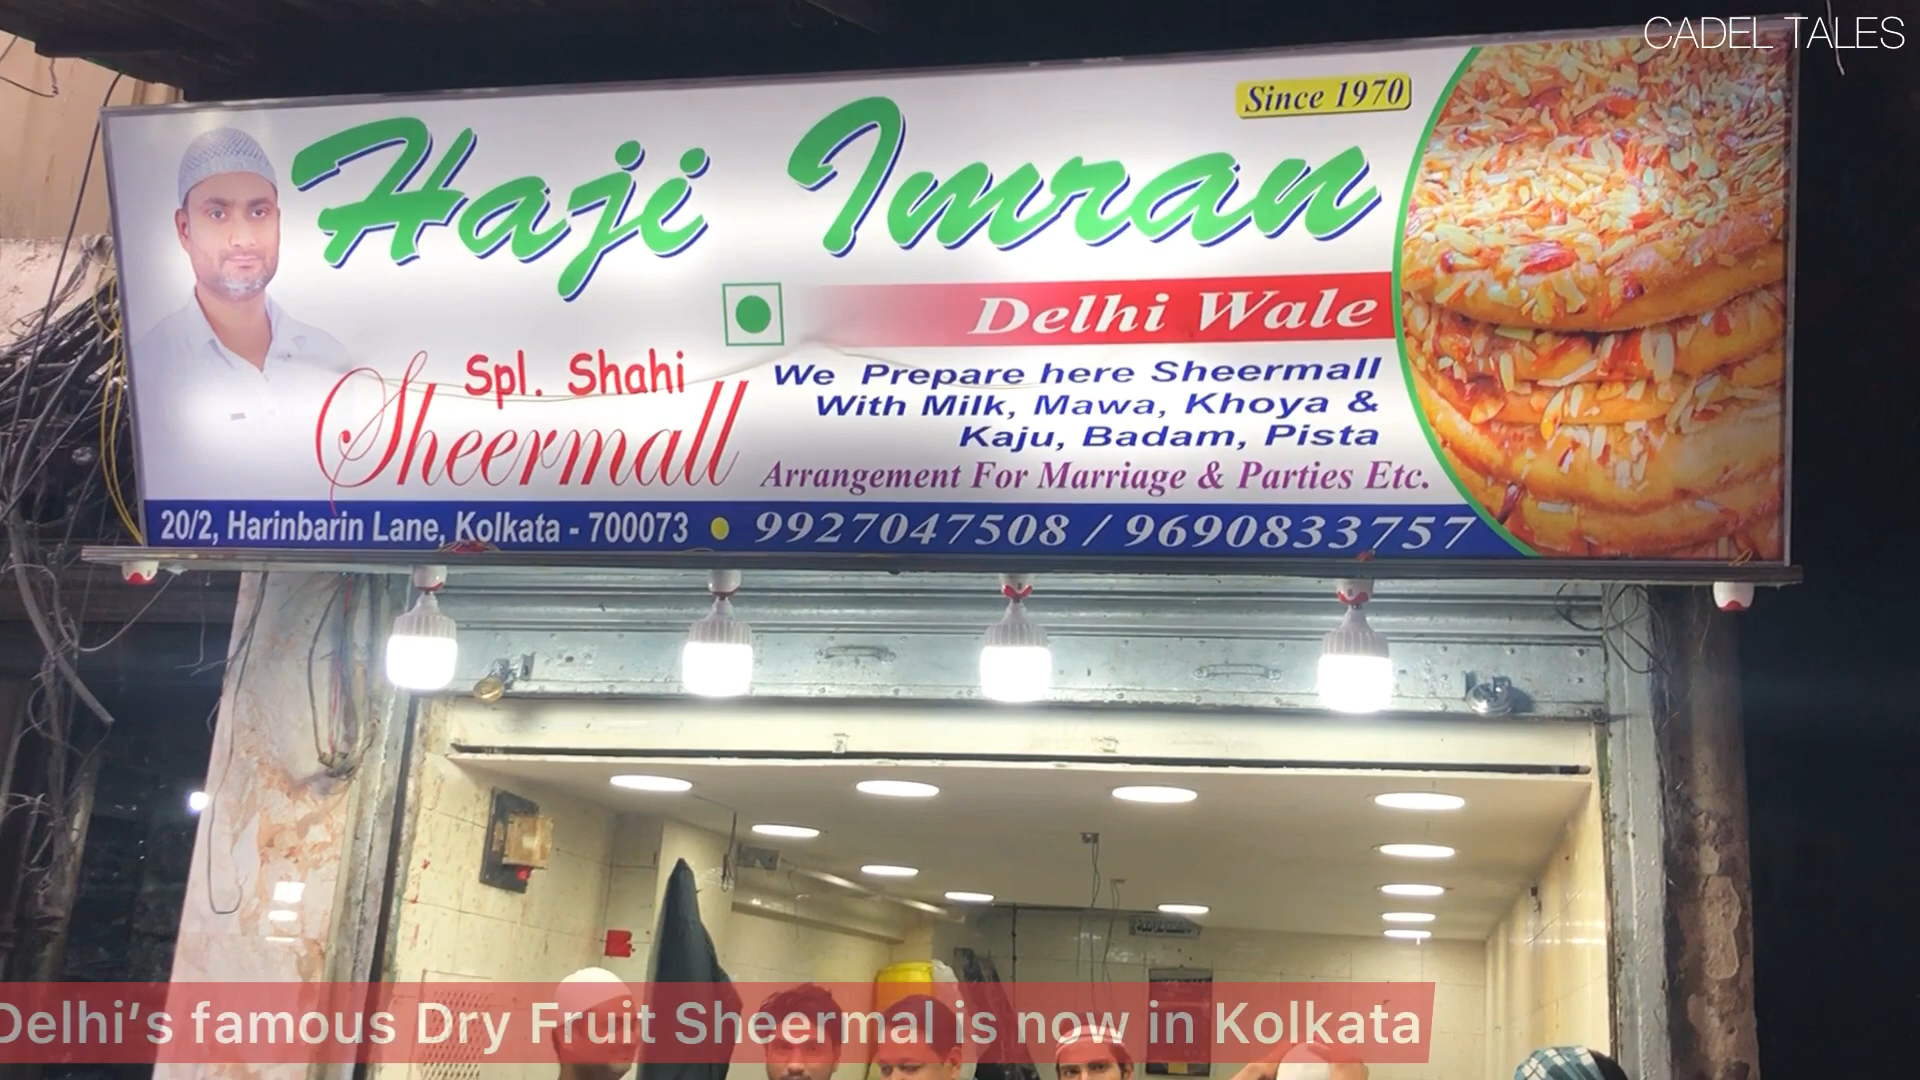 CADEL TALES
Since 1970
Haji Imran
Delhi Wale
Spl. Shahi
Sheermall
We Prepare here Sheermall
With Milk, Mawa, Khoya &
Kaju, Badam, Pista
Arrangement For Marriage & Parties Etc.
20/2, Harinbarin Lane, Kolkata - 700073 • 9927047508 / 9690833757
Delhi's famous Dry Fruit Sheermal is now in Kolkata